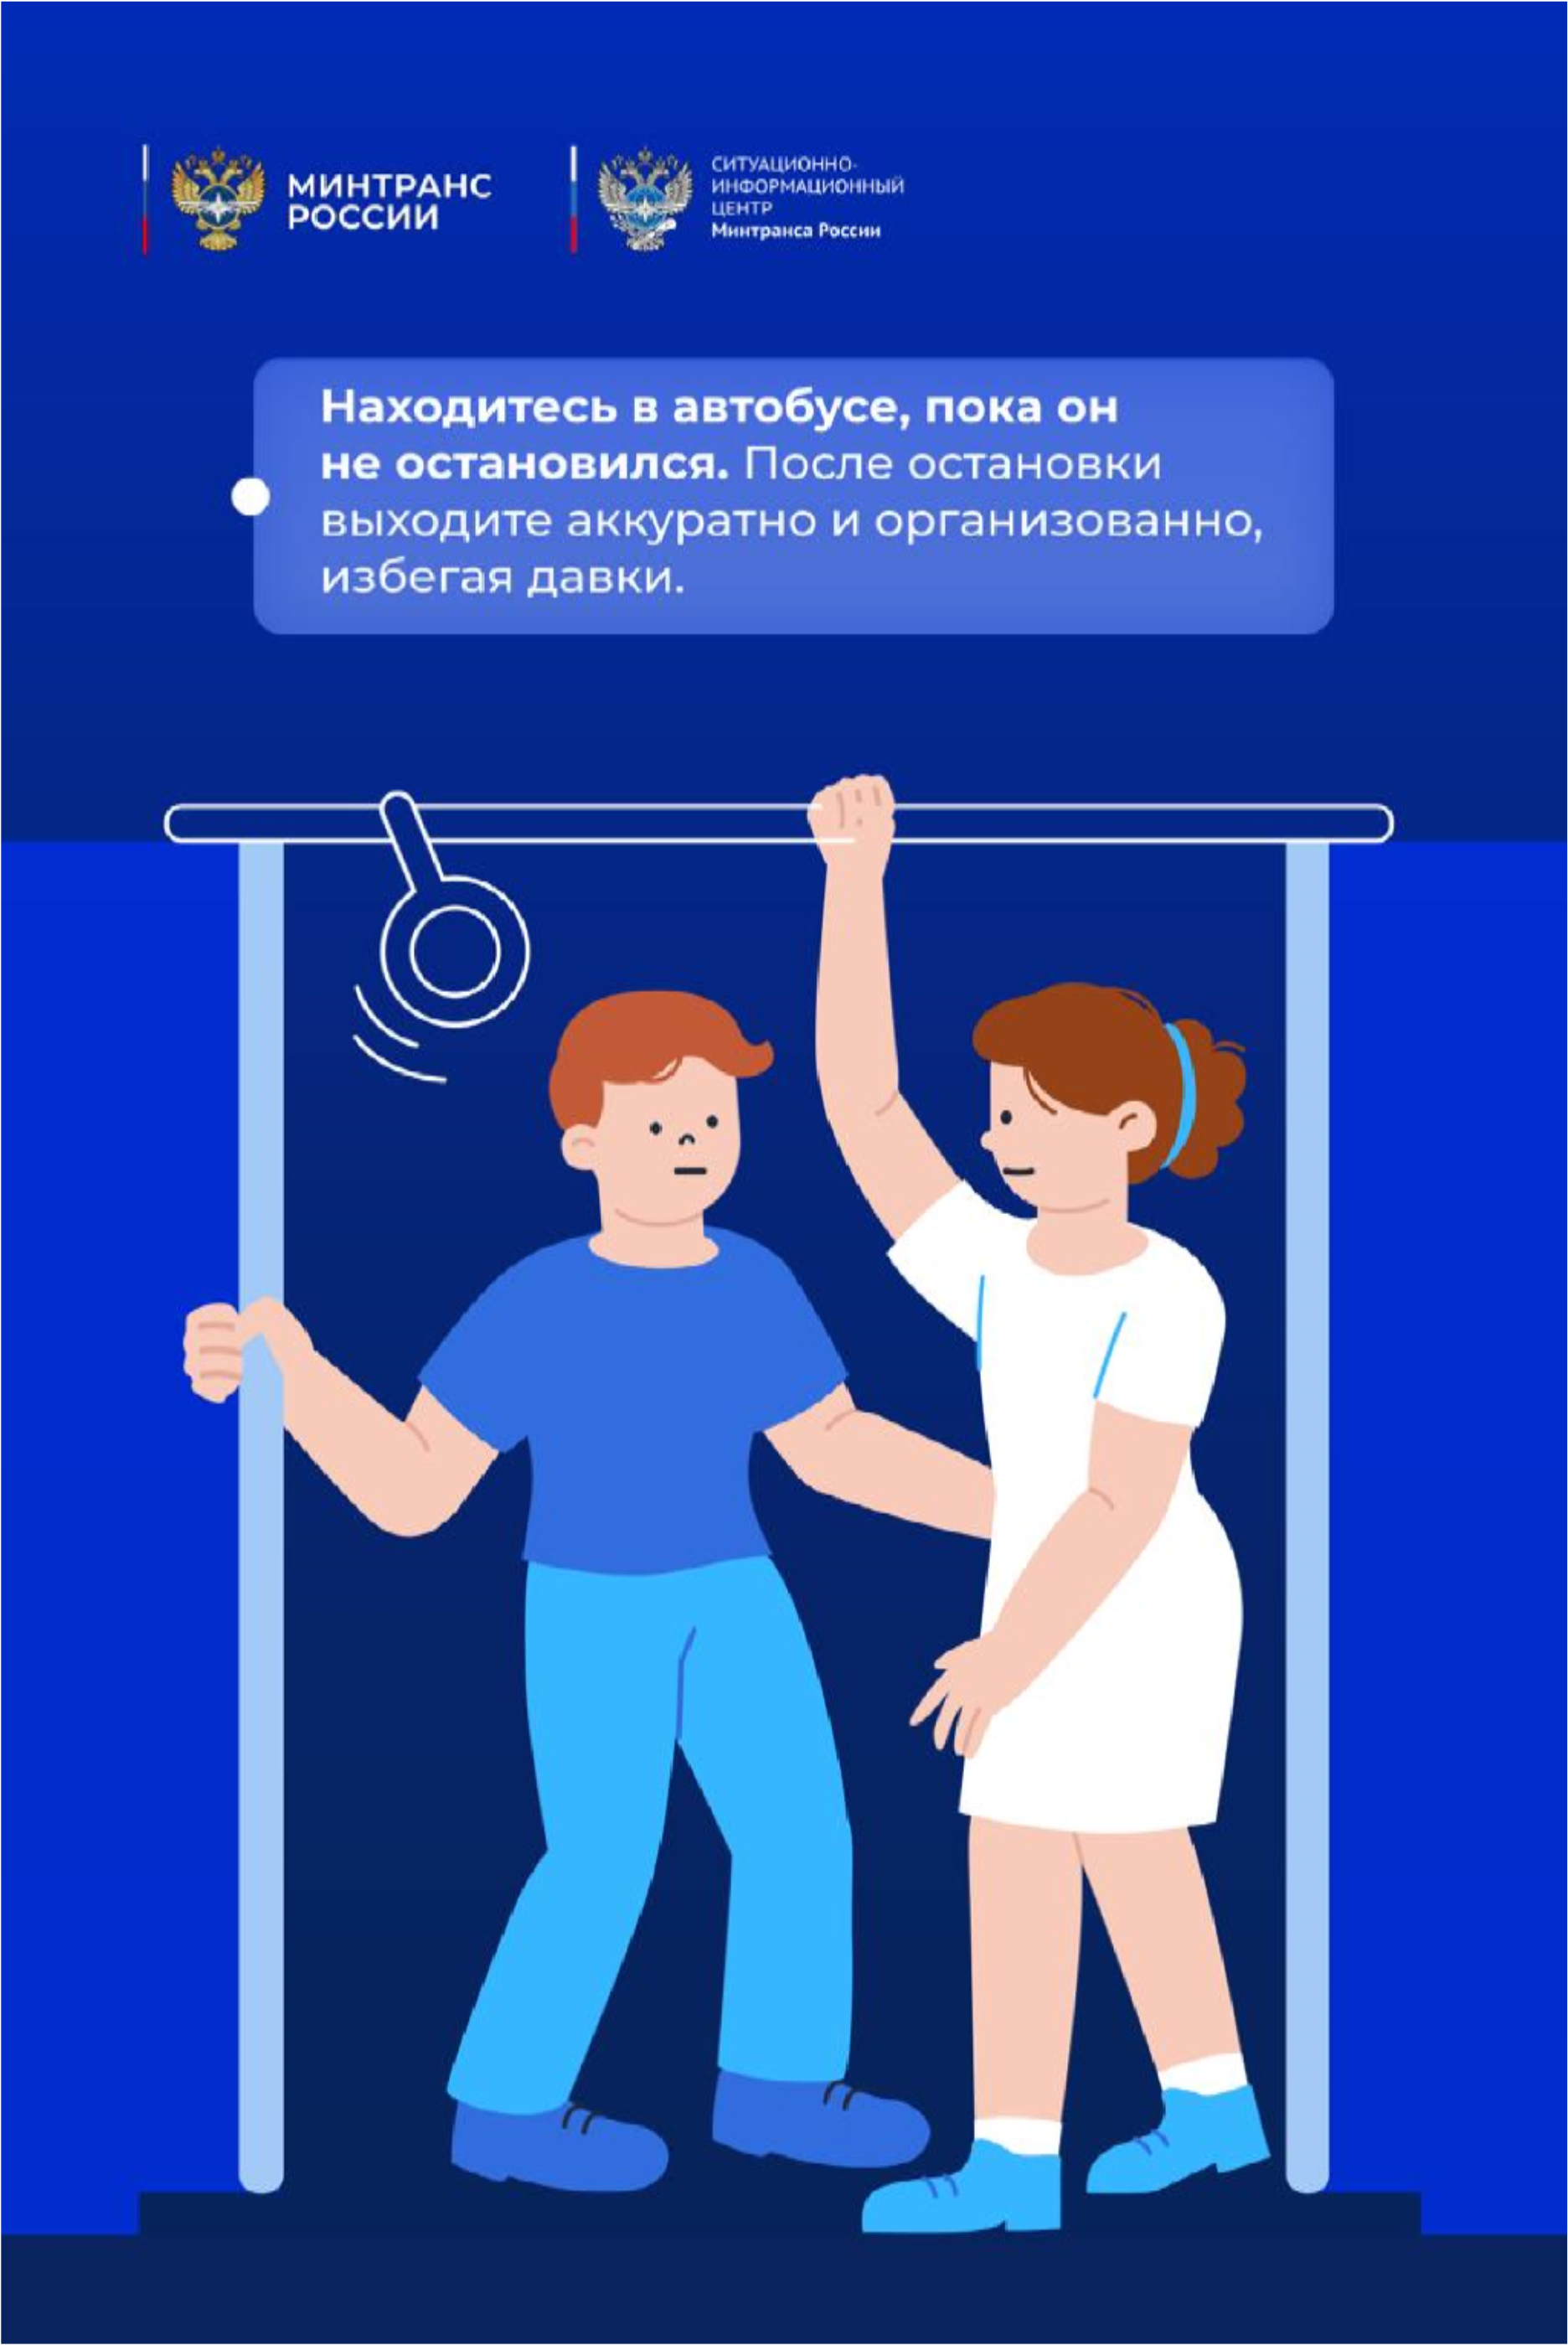 МИНТРАНС
РОССИИ
СИТУАЦИОННО-
ИНФОРМАЦИОННЫЙ
ЦЕНТР
Минтранса России
Находитесь в автобусе, пока он
не остановился. После остановки
выходите аккуратно и организованно,
избегая давки.